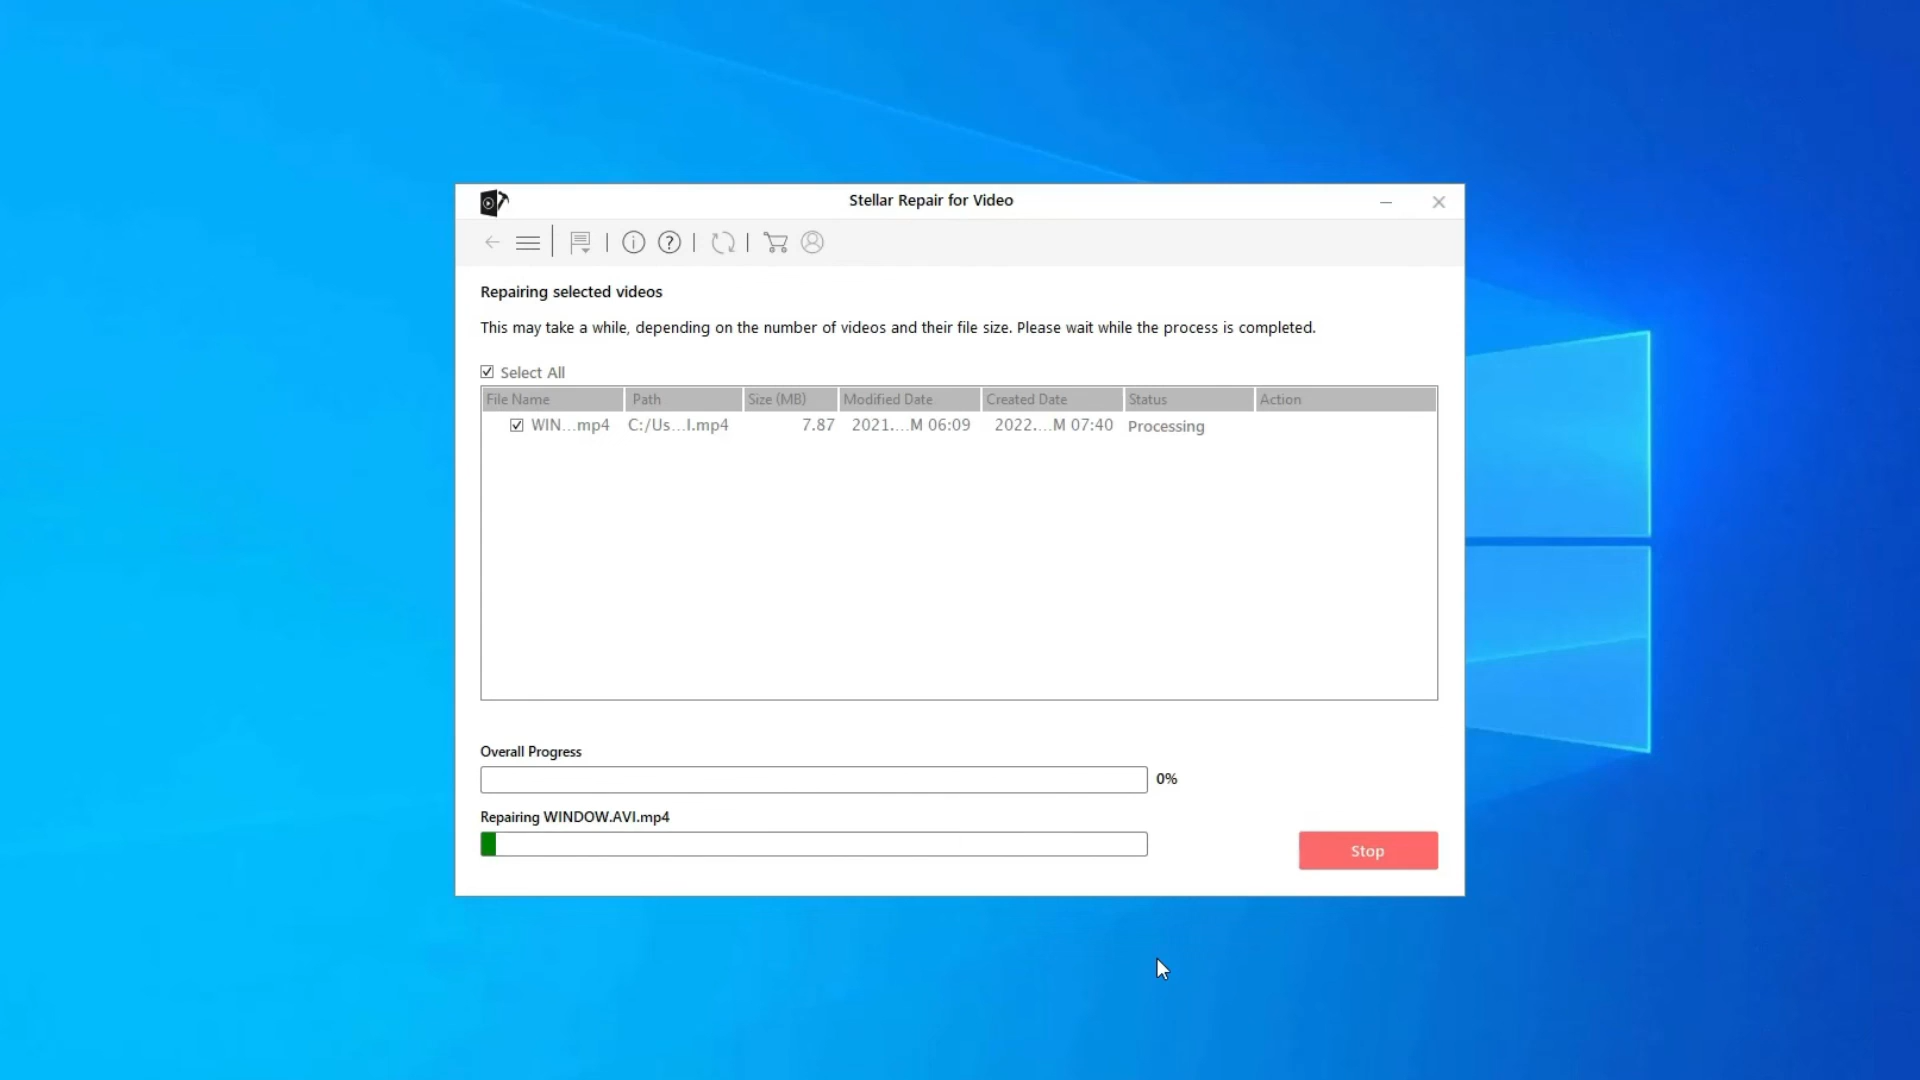 Stellar Repair for Video
Repairing selected videos
This may take a while, depending on the number of videos and their file size. Please wait while the process is completed.
Select All
File Name Path Size (MB) Modified Date Created Date Status Action
WIN...mp4 C:/Us...I.mp4 7.87 2021....M 06:09 2022....M 07:40 Processing
Overall Progress
0%
Repairing WINDOW.AVI.mp4
Stop